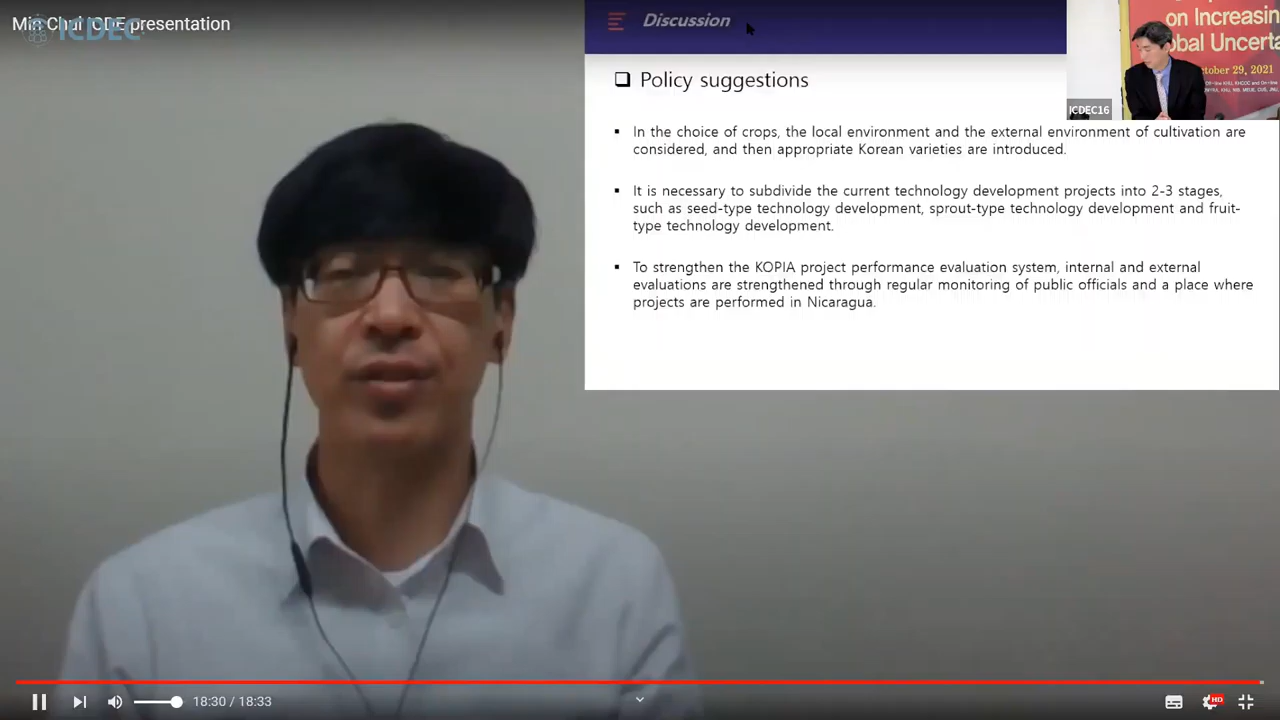 Min Chul ICDE presentation
ICDEC
Discussion
on Increasin
obal Uncerta
ctober 29, 2021
ICDEC16
❑ Policy suggestions
▪ In the choice of crops, the local environment and the external environment of cultivation are
considered, and then appropriate Korean varieties are introduced.
▪ It is necessary to subdivide the current technology development projects into 2-3 stages,
such as seed-type technology development, sprout-type technology development and fruit-
type technology development.
▪ To strengthen the KOPIA project performance evaluation system, internal and external
evaluations are strengthened through regular monitoring of public officials and a place where
projects are performed in Nicaragua.
18:30 / 18:33
HD